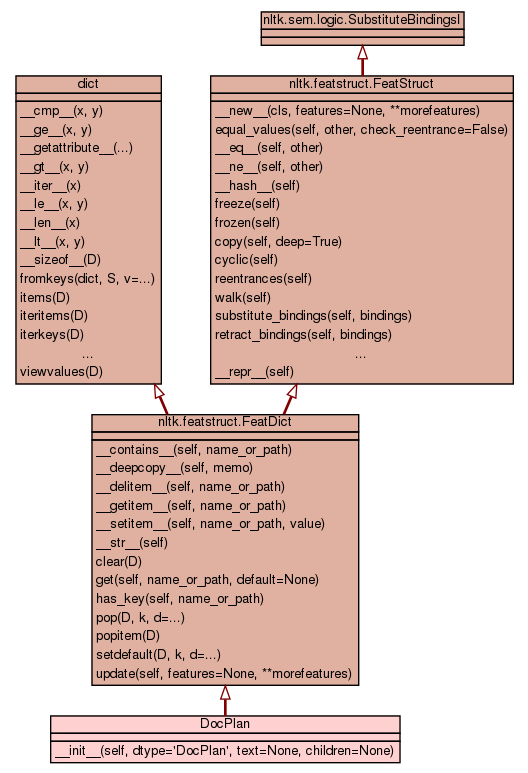 nltk.sem.logic.SubstituteBindingsI
dict
__cmp__(x, y)
__ge__(x, y)
__getattribute__(...)
__gt__(x, y)
__iter__(x)
__le__(x, y)
__len__(x)
__lt__(x, y)
__sizeof__(D)
fromkeys(dict, S, v=...)
items(D)
iteritems(D)
iterkeys(D)
...
viewvalues(D)
nltk.featstruct.FeatStruct
__new__(cls, features=None, **morefeatures)
equal_values(self, other, check_reentrance=False)
__eq__(self, other)
__ne__(self, other)
__hash__(self)
freeze(self)
frozen(self)
copy(self, deep=True)
cyclic(self)
reentrances(self)
walk(self)
substitute_bindings(self, bindings)
retract_bindings(self, bindings)
...
__repr__(self)
nltk.featstruct.FeatDict
__contains__(self, name_or_path)
__deepcopy__(self, memo)
__delitem__(self, name_or_path)
__getitem__(self, name_or_path)
__setitem__(self, name_or_path, value)
__str__(self)
clear(D)
get(self, name_or_path, default=None)
has_key(self, name_or_path)
pop(D, k, d=...)
popitem(D)
setdefault(D, k, d=...)
update(self, features=None, **morefeatures)
DocPlan
__init__(self, dtype='DocPlan', text=None, children=None)